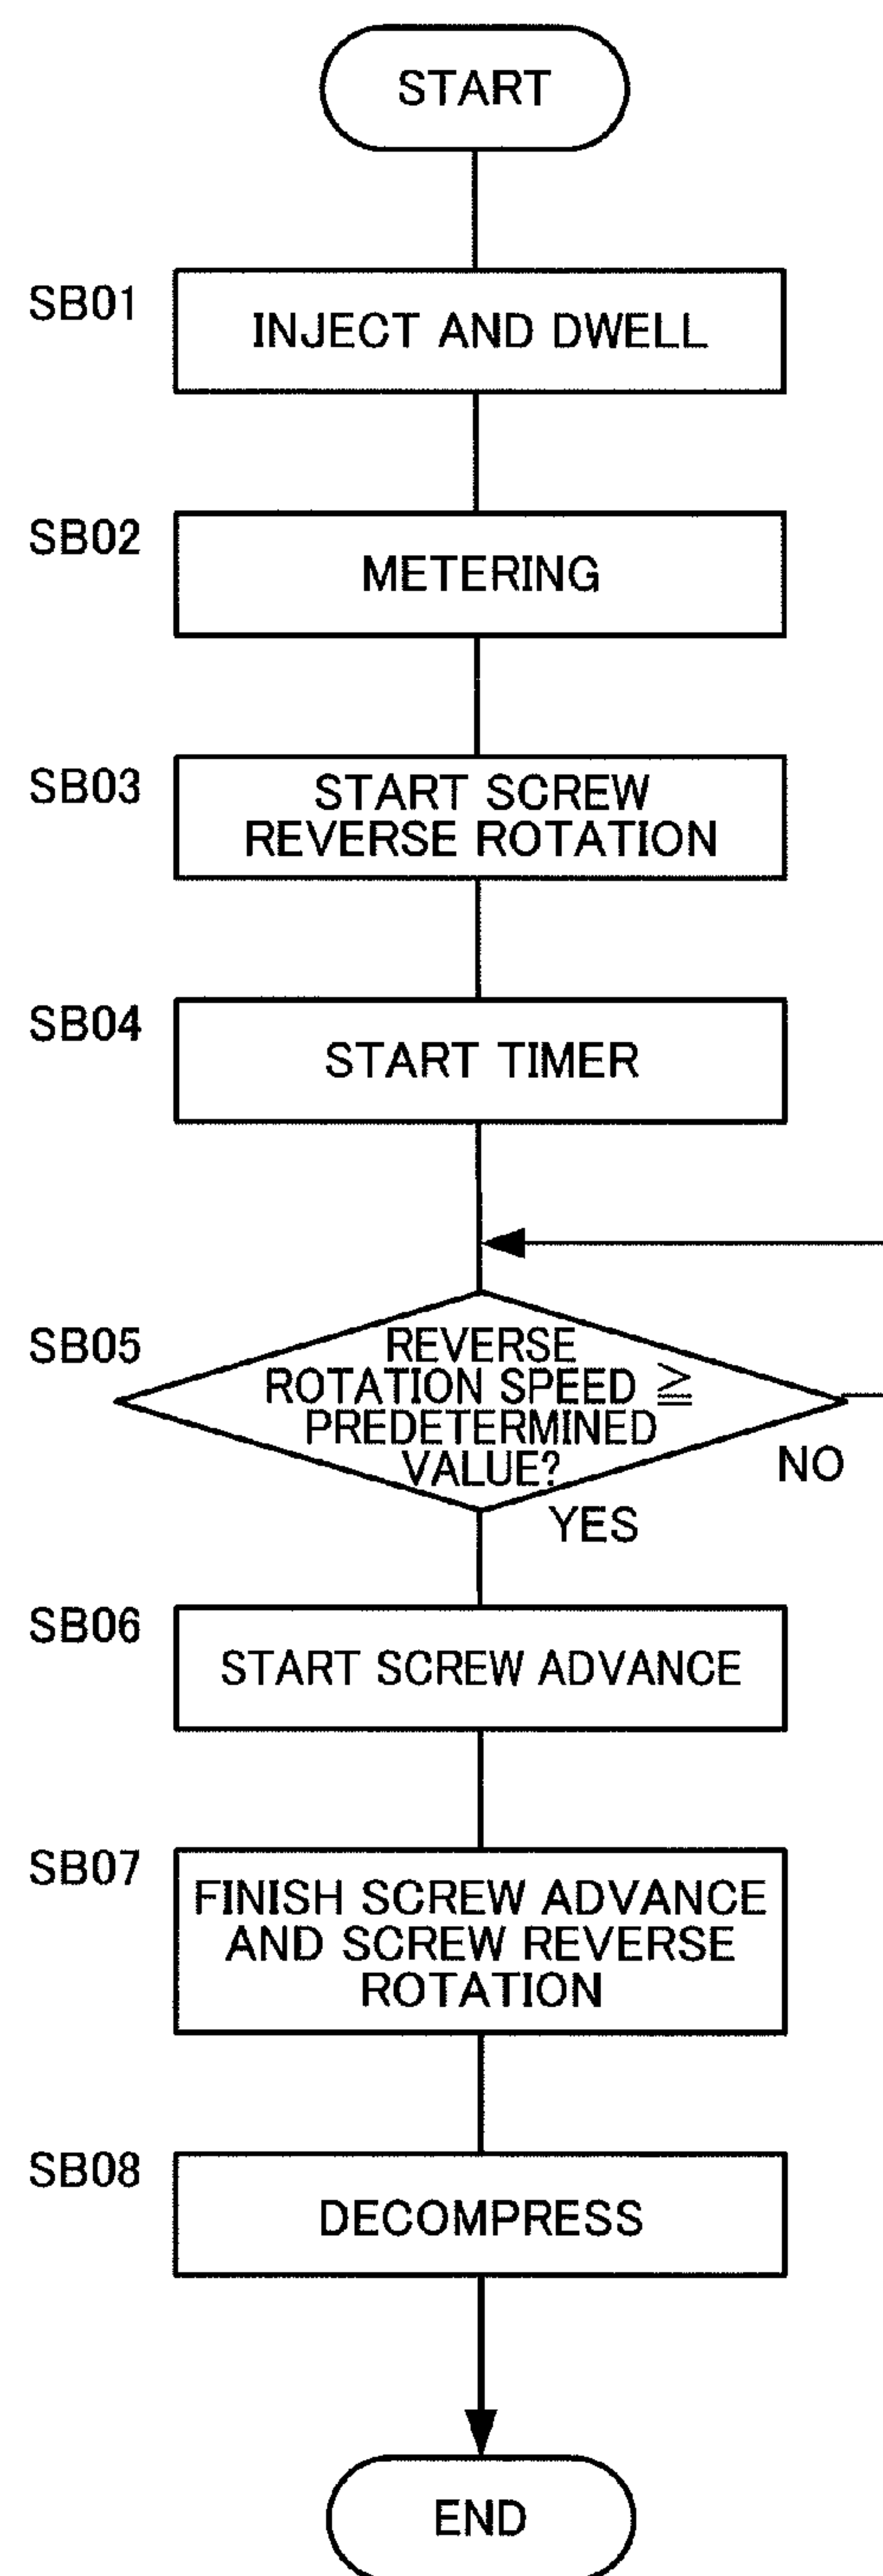 START
SB01
INJECT AND DWELL
SB02
METERING
SB03
START SCREW
REVERSE ROTATION
SB04
START TIMER
SB05
REVERSE
ROTATION SPEED ≧
PREDETERMINED
VALUE?
NO
YES
SB06
START SCREW ADVANCE
SB07
FINISH SCREW ADVANCE
AND SCREW REVERSE
ROTATION
SB08
DECOMPRESS
END